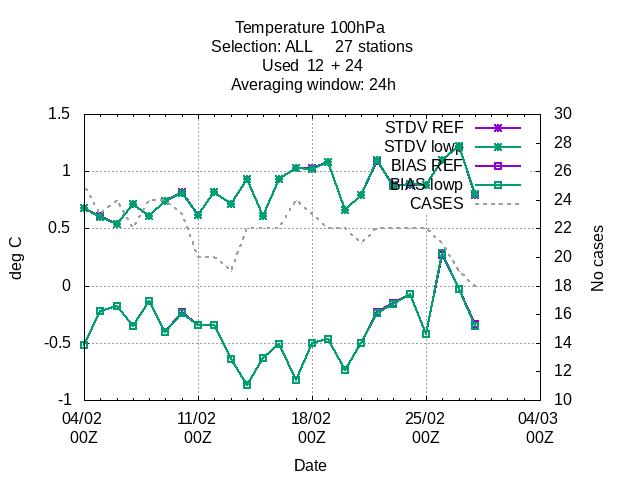 Temperature 100hPa
Selection: ALL 27 stations
Used 12 + 24
Averaging window: 24h
1.5
1
0.5
0
-0.5
-1
deg C
30
28
26
24
22
20
18
16
14
12
10
No cases
STDV REF
STDV lowp
BIAS REF
BIAS lowp
CASES
04/02 11/02 18/02 25/02 04/03
00Z 00Z 00Z 00Z 00Z
Date